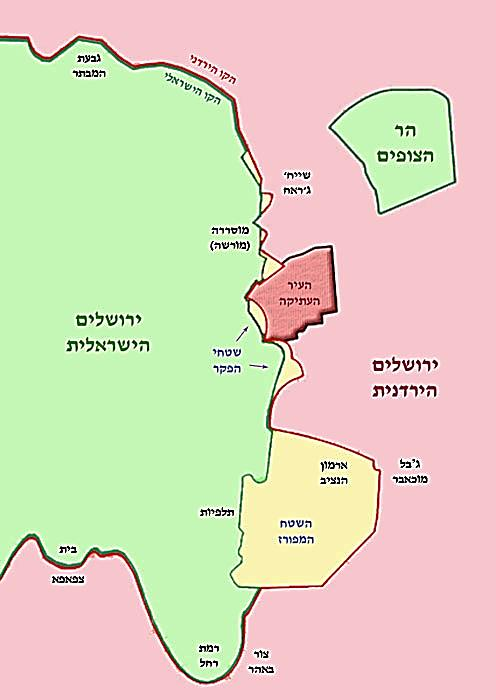 גבעת
המבתר
הקו הירדני
הקו הישראלי
הר
הצופים
שייח'
ג'ראח
מוסררה
(מורשה)
העיר
העתיקה
ירושלים
הישראלית
שטחי
הפקר
ירושלים
הירדנית
ארמון
הנציב
ג'בל
מוכאבר
תלפיות
השטח
המפורז
בית
צפאפא
רמת
רחל
צור
באהר